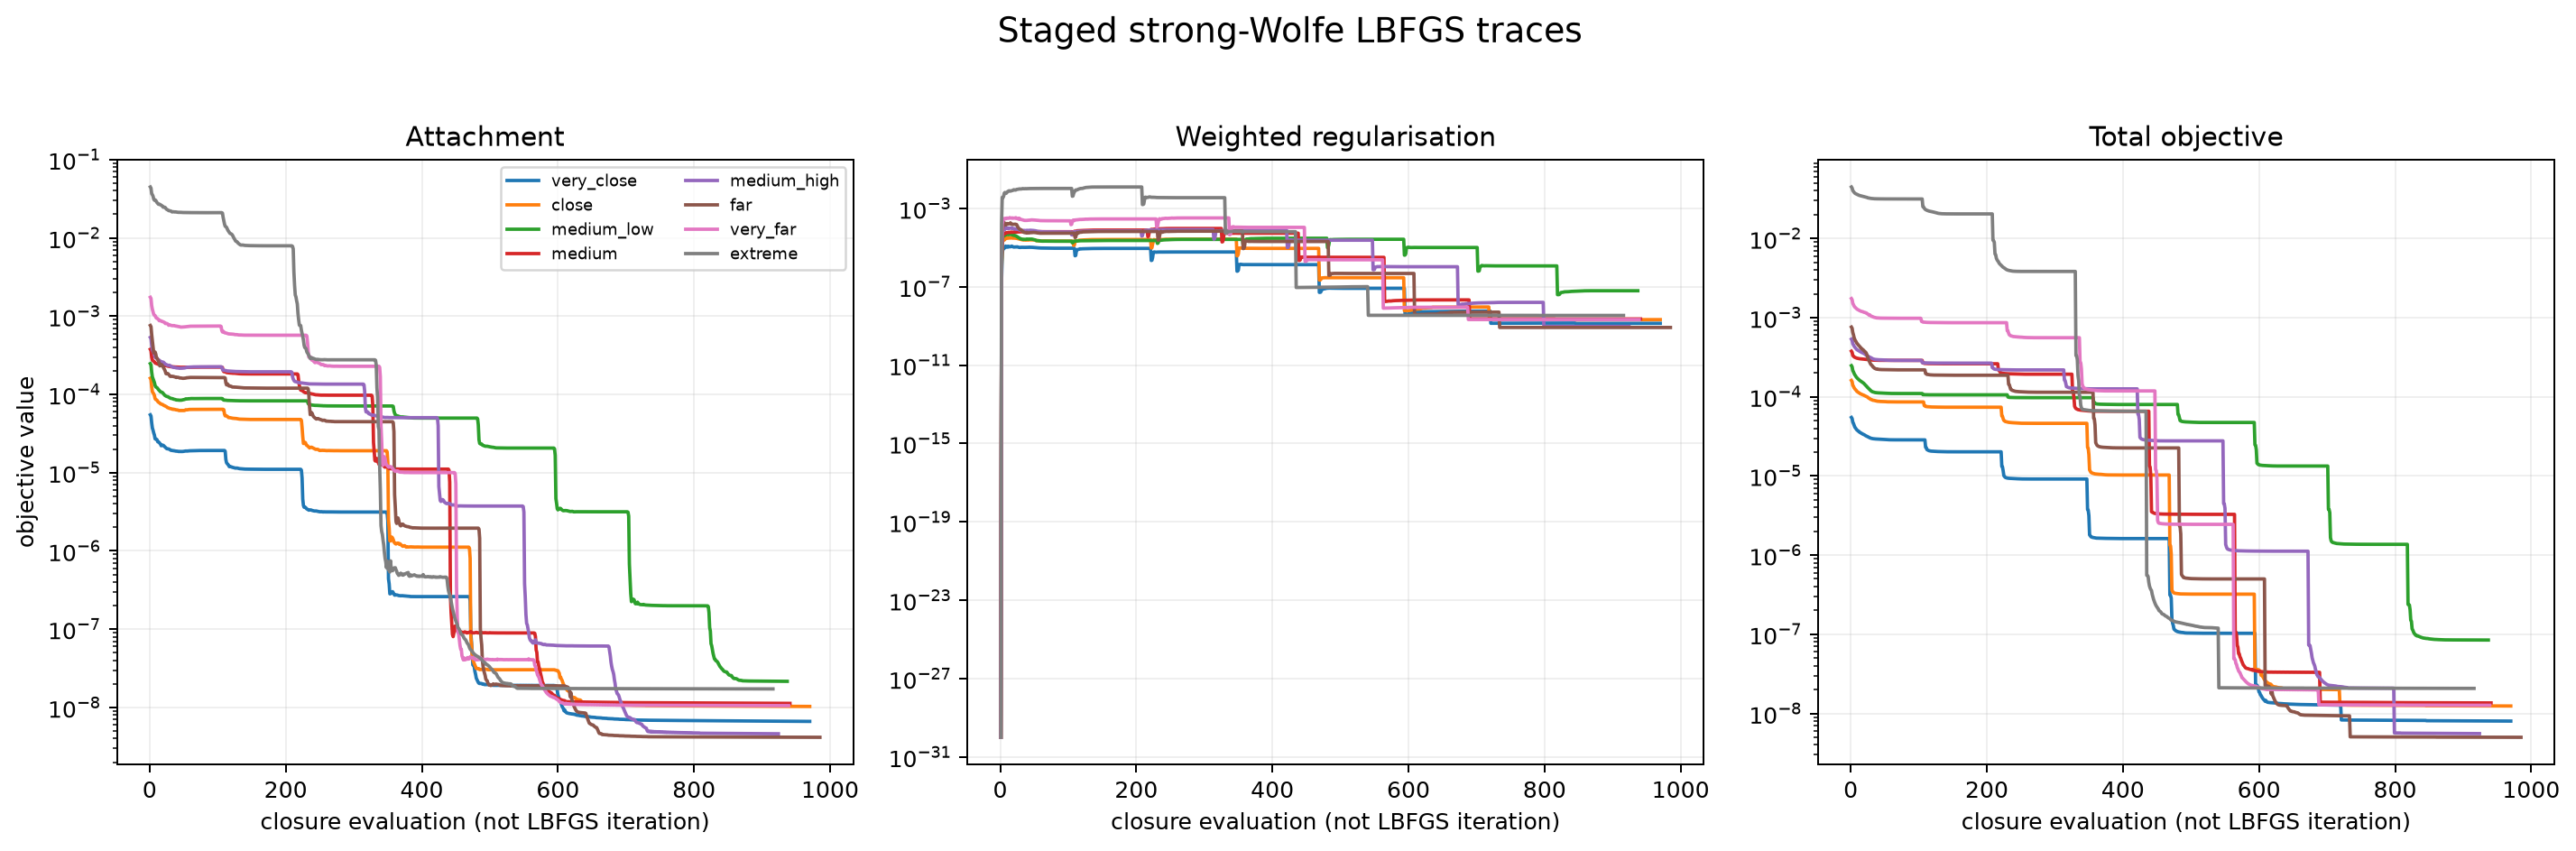 Staged strong-Wolfe LBFGS traces
Attachment
objective value
10⁻¹
10⁻²
10⁻³
10⁻⁴
10⁻⁵
10⁻⁶
10⁻⁷
10⁻⁸
very_close
close
medium_low
medium
medium_high
far
very_far
extreme
0 200 400 600 800 1000
closure evaluation (not LBFGS iteration)
Weighted regularisation
10⁻³
10⁻⁷
10⁻¹¹
10⁻¹⁵
10⁻¹⁹
10⁻²³
10⁻²⁷
10⁻³¹
0 200 400 600 800 1000
closure evaluation (not LBFGS iteration)
Total objective
10⁻²
10⁻³
10⁻⁴
10⁻⁵
10⁻⁶
10⁻⁷
10⁻⁸
0 200 400 600 800 1000
closure evaluation (not LBFGS iteration)